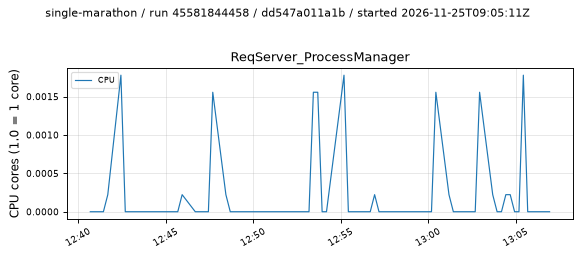 single-marathon / run 45581844458 / dd547a011a1b / started 2026-11-25T09:05:11Z
ReqServer_ProcessManager
CPU
CPU cores (1.0 = 1 core)
0.0015
0.0010
0.0005
0.0000
12:40
12:45
12:50
12:55
13:00
13:05